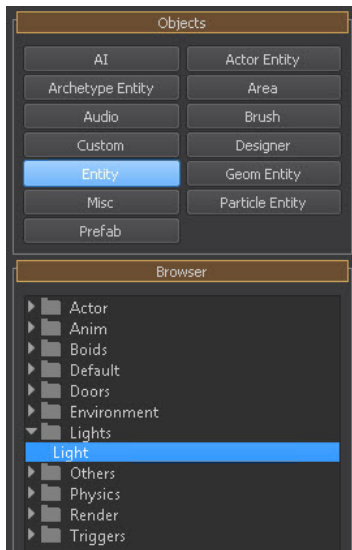 Objects
AI Actor Entity
Archetype Entity Area
Audio Brush
Custom Designer
Entity Geom Entity
Misc Particle Entity
Prefab
Browser
Actor
Anim
Boids
Default
Doors
Environment
Lights
Light
Others
Physics
Render
Triggers